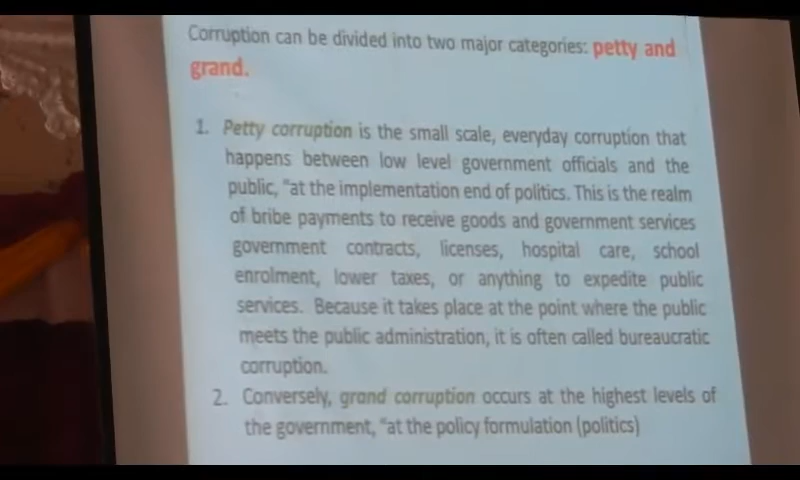 Corruption can be divided into two major categories: petty and
grand.
1. Petty corruption is the small scale, everyday corruption that
happens between low level government officials and the
public, "at the implementation end of politics. This is the realm
of bribe payments to receive goods and government services
government contracts, licenses, hospital care, school
enrolment, lower taxes, or anything to expedite public
services. Because it takes place at the point where the public
meets the public administration, it is often called bureaucratic
corruption.
2. Conversely, grand corruption occurs at the highest levels of
the government, "at the policy formulation (politics)